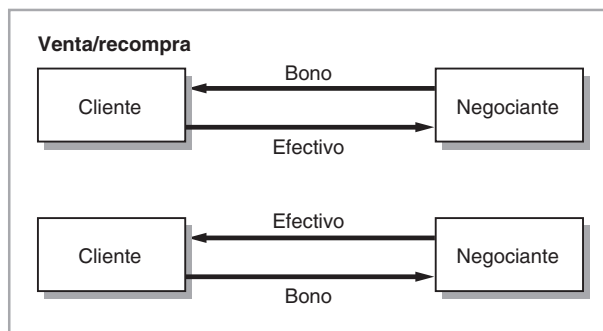 Venta/recompra
Bono
Cliente
Negociante
Efectivo
Efectivo
Cliente
Negociante
Bono